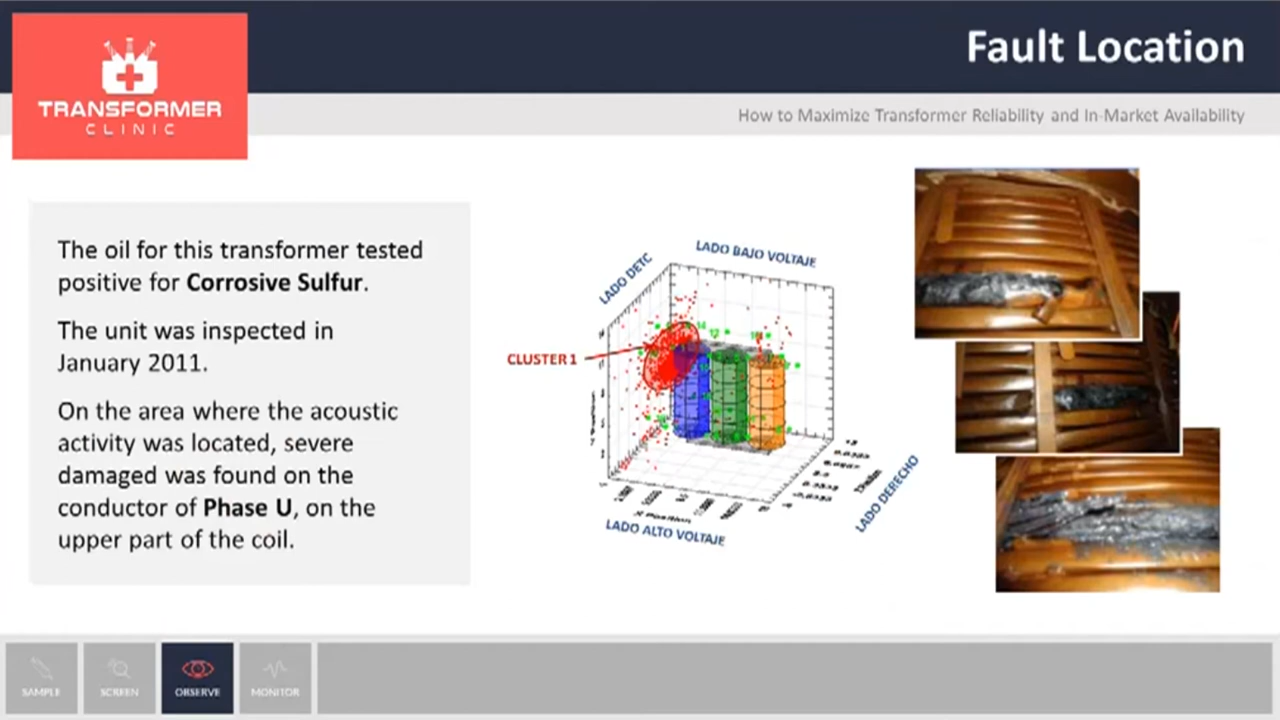 TRANSFORMER
CLINIC
Fault Location
How to Maximize Transformer Reliability and In-Market Availability
The oil for this transformer tested
positive for Corrosive Sulfur.
The unit was inspected in
January 2011.
On the area where the acoustic
activity was located, severe
damaged was found on the
conductor of Phase U, on the
upper part of the coil.
LADO DETC
LADO BAJO VOLTAJE
CLUSTER 1
X Position
LADO DERECHO
LADO ALTO VOLTAJE
SAMPLE
SCREEN
OBSERVE
MONITOR